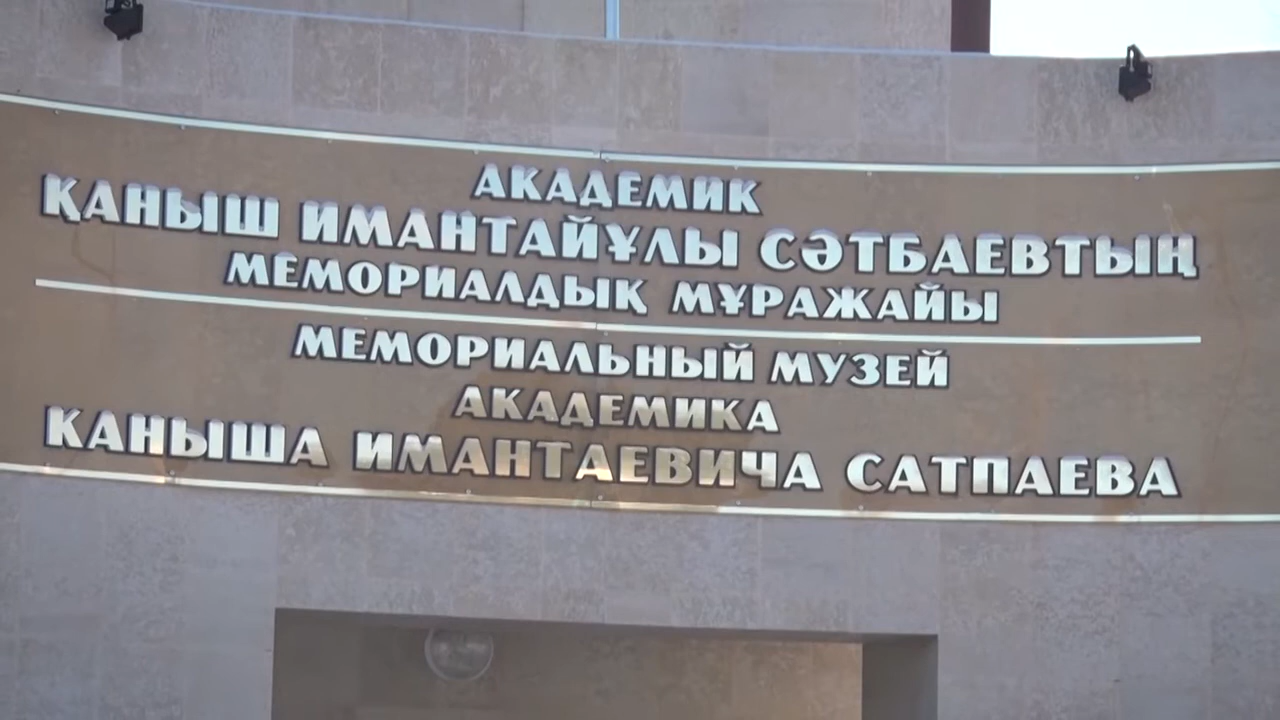 АКАДЕМИК
ҚАНЫШ ИМАНТАЙҰЛЫ СӘТБАЕВТЫҢ
МЕМОРИАЛДЫҚ МҰРАЖАЙЫ
МЕМОРИАЛЬНЫЙ МУЗЕЙ
АКАДЕМИКА
КАНЫША ИМАНТАЕВИЧА САТПАЕВА